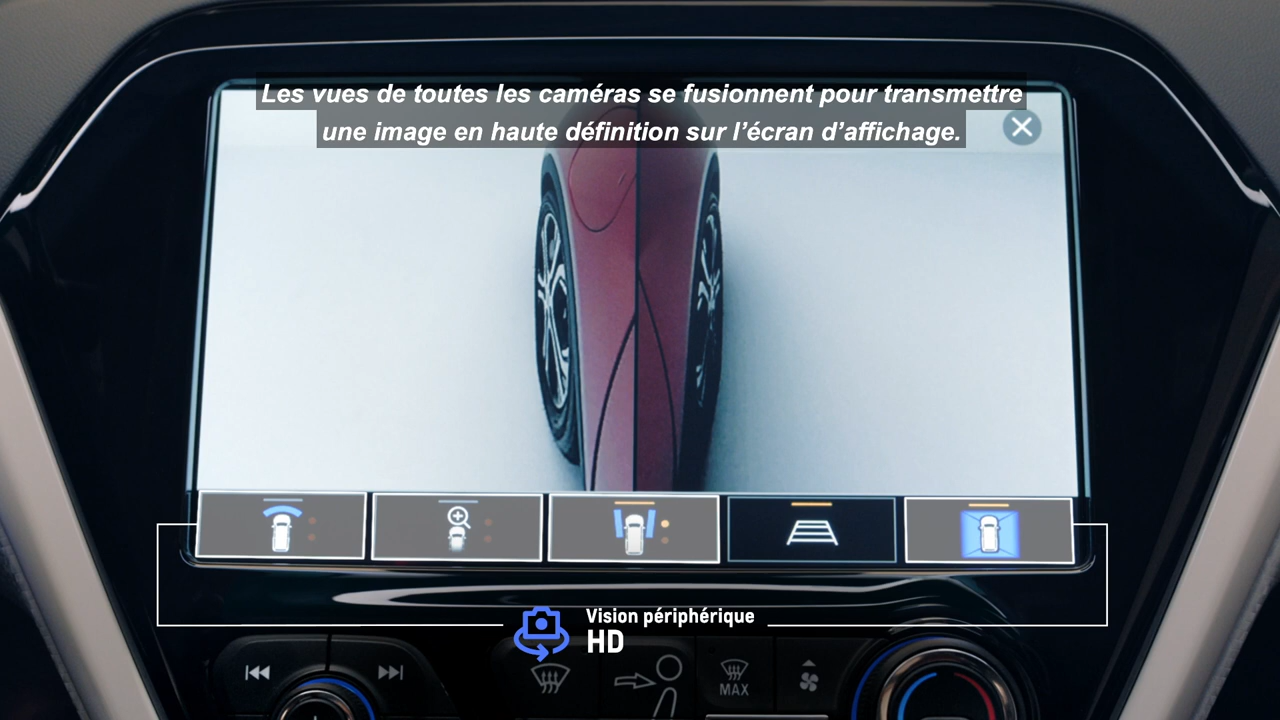 Les vues de toutes les caméras se fusionnent pour transmettre
une image en haute définition sur l’écran d’affichage.
Vision périphérique
HD
MAX